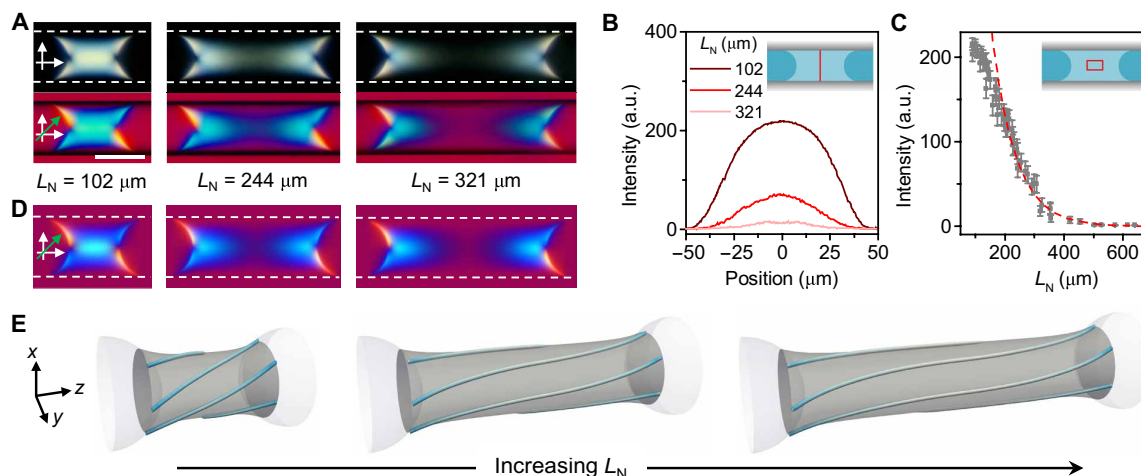 A
L_N = 102 μm
L_N = 244 μm
L_N = 321 μm
B
400
200
0
Intensity (a.u.)
L_N
(μm)
102
244
321
−50
−25
0
25
50
Position (μm)
C
200
100
0
Intensity (a.u.)
200
400
600
L_N (μm)
D
E
x
z
y
Increasing L_N